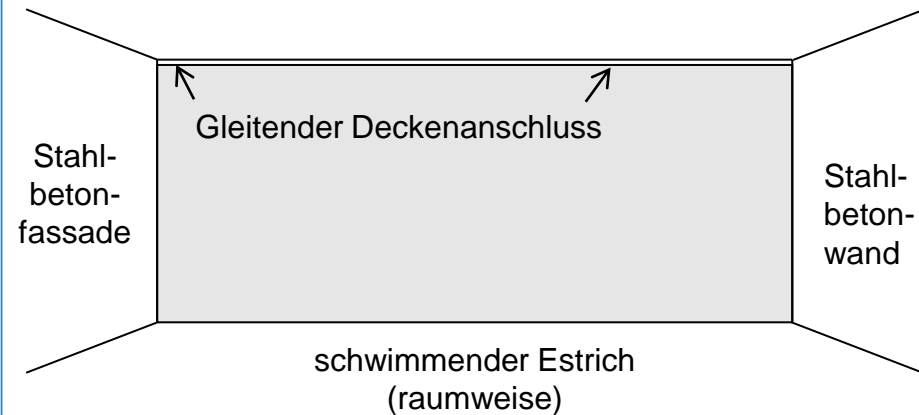 Gleitender Deckenanschluss
Stahl-
beton-
fassade
Stahl-
beton-
wand
schwimmender Estrich
(raumweise)